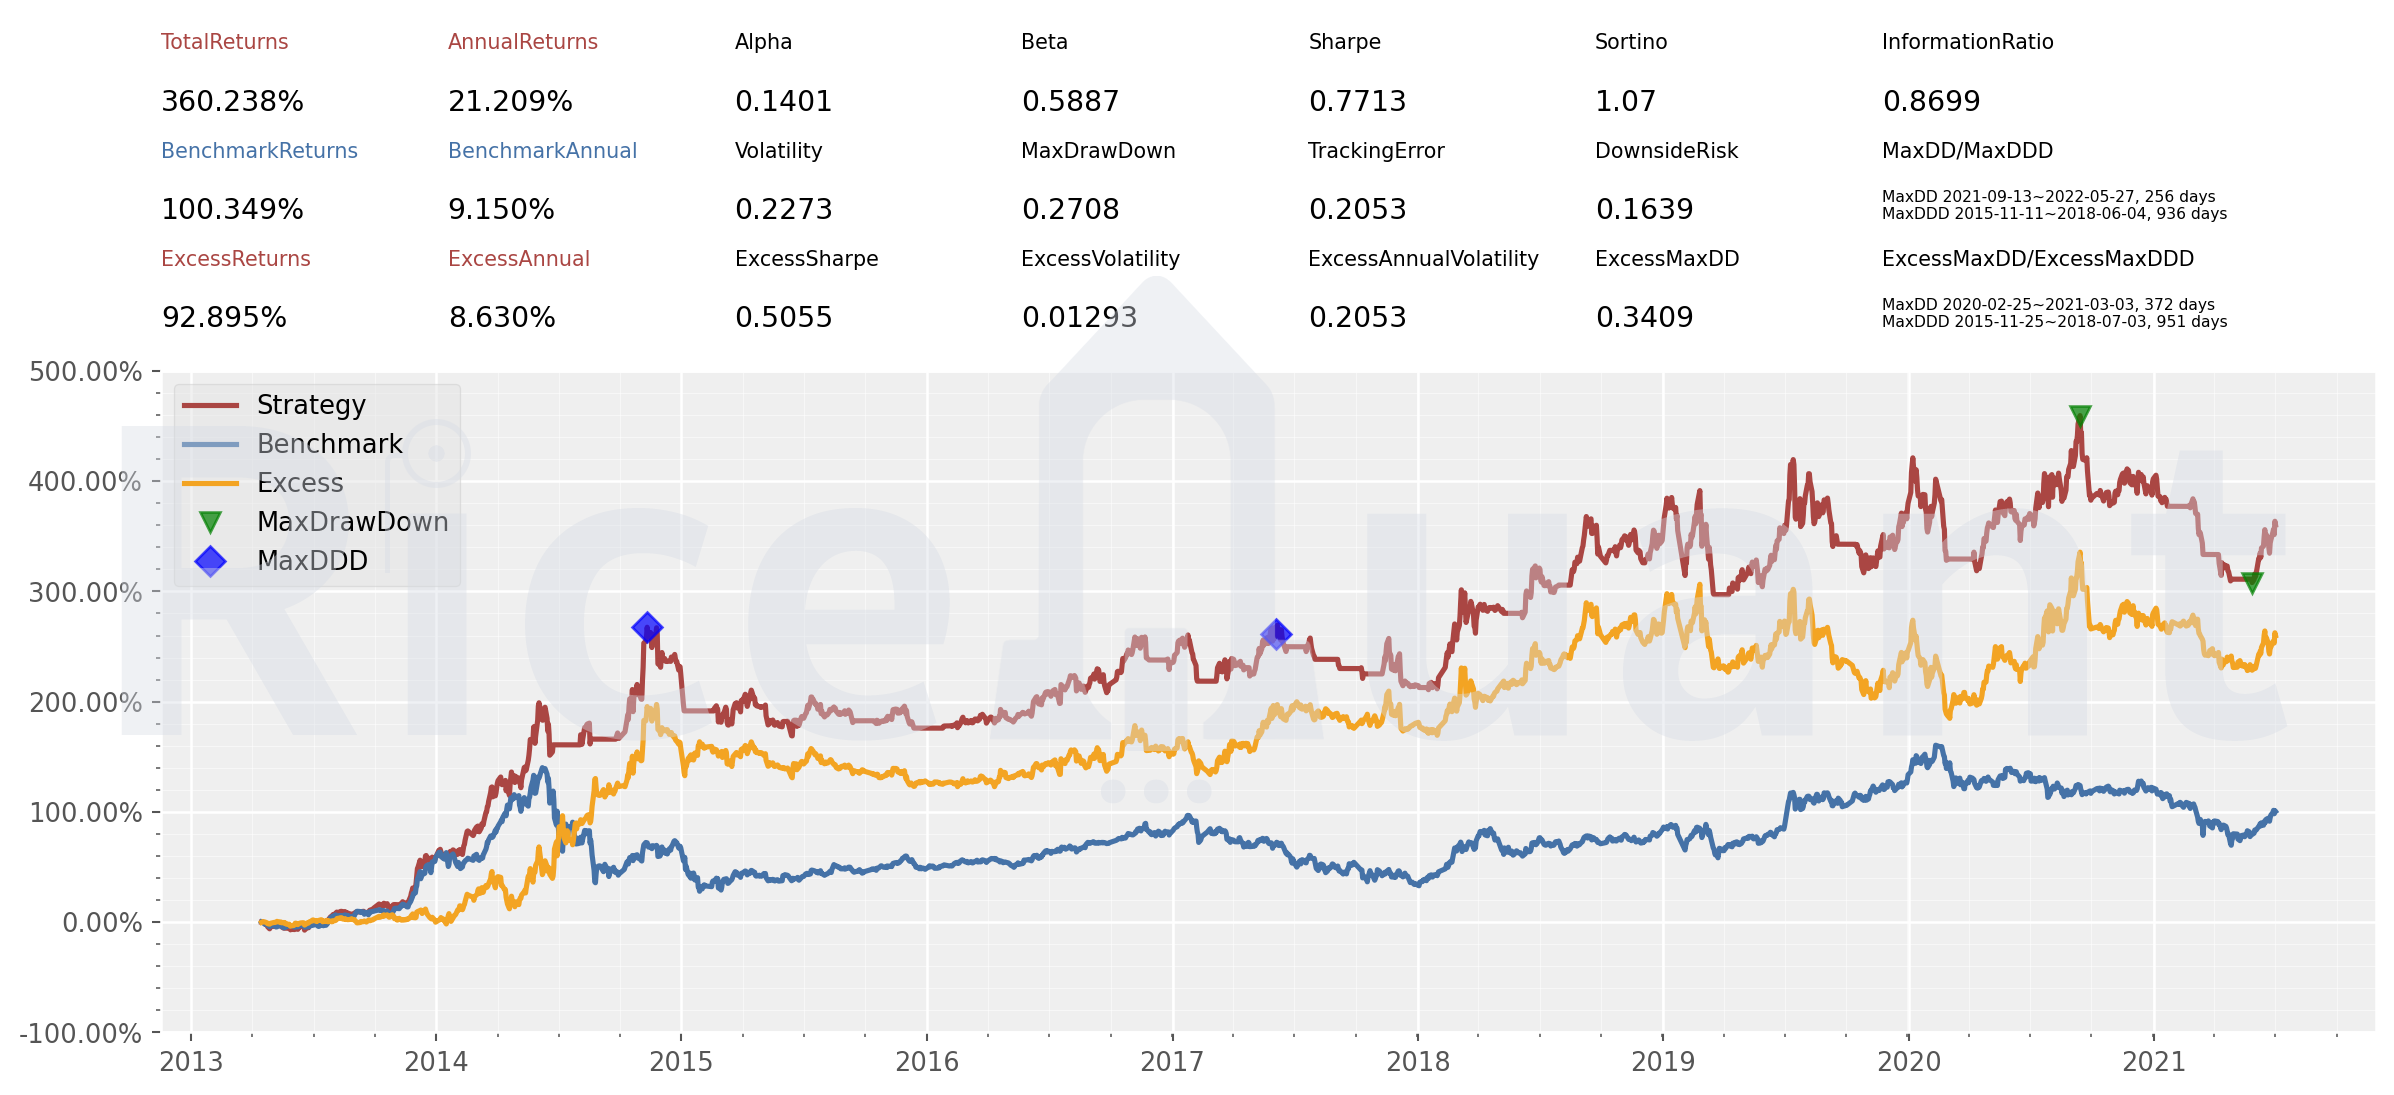 TotalReturns AnnualReturns Alpha Beta Sharpe Sortino InformationRatio
360.238% 21.209% 0.1401 0.5887 0.7713 1.07 0.8699
BenchmarkReturns BenchmarkAnnual Volatility MaxDrawDown TrackingError DownsideRisk MaxDD/MaxDDD
100.349% 9.150% 0.2273 0.2708 0.2053 0.1639 MaxDD 2021-09-13~2022-05-27, 256 days
MaxDDD 2015-11-11~2018-06-04, 936 days
ExcessReturns ExcessAnnual ExcessSharpe ExcessVolatility ExcessAnnualVolatility ExcessMaxDD ExcessMaxDD/ExcessMaxDDD
92.895% 8.630% 0.5055 0.01293 0.2053 0.3409 MaxDD 2020-02-25~2021-03-03, 372 days
MaxDDD 2015-11-25~2018-07-03, 951 days
500.00%
400.00%
300.00%
200.00%
100.00%
0.00%
-100.00%
Strategy
Benchmark
Excess
MaxDrawDown
MaxDDD
RiceQuant
2013 2014 2015 2016 2017 2018 2019 2020 2021